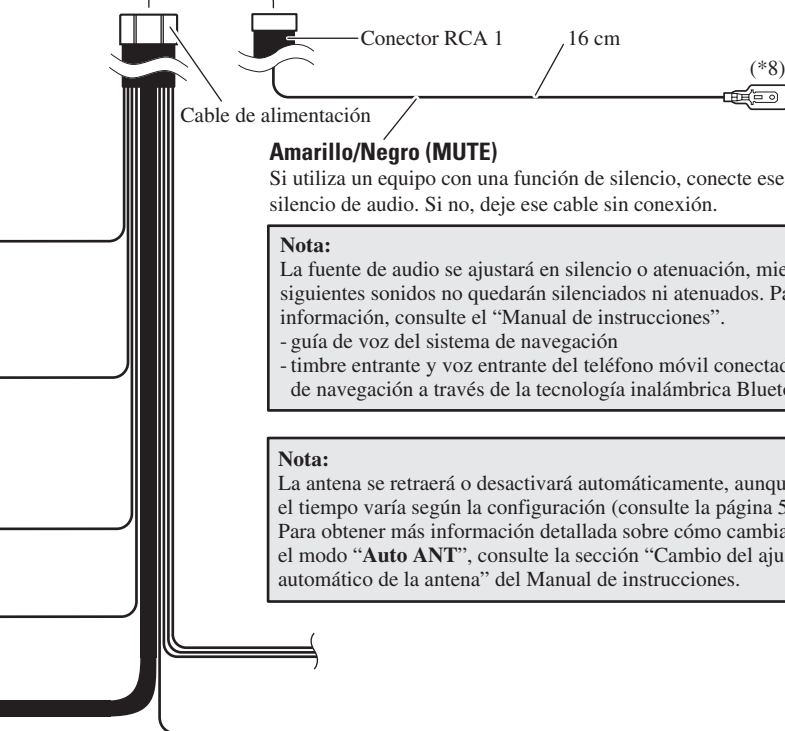 Conector RCA 1
16 cm
(*8)
Cable de alimentación
Amarillo/Negro (MUTE)
Si utiliza un equipo con una función de silencio, conecte ese
silencio de audio. Si no, deje ese cable sin conexión.
Nota:
La fuente de audio se ajustará en silencio o atenuación, mie
siguientes sonidos no quedarán silenciados ni atenuados. Pa
información, consulte el “Manual de instrucciones”.
- guía de voz del sistema de navegación
- timbre entrante y voz entrante del teléfono móvil conectad
de navegación a través de la tecnología inalámbrica Blueto
Nota:
La antena se retraerá o desactivará automáticamente, aunqu
el tiempo varía según la configuración (consulte la página 5
Para obtener más información detallada sobre cómo cambia
el modo “Auto ANT”, consulte la sección “Cambio del aju
automático de la antena” del Manual de instrucciones.